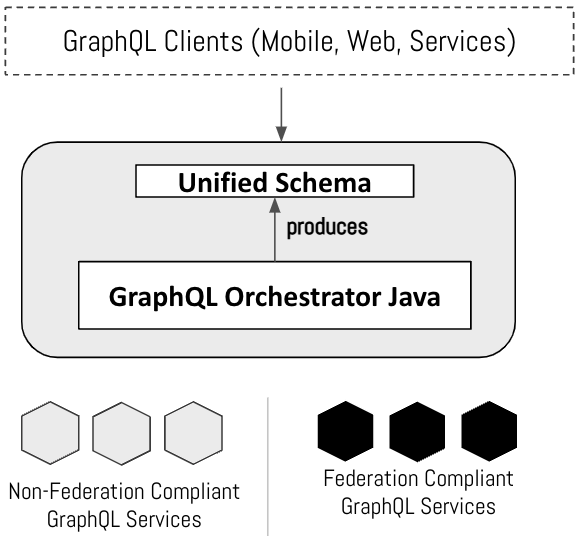 GraphQL Clients (Mobile, Web, Services)
Unified Schema
produces
GraphQL Orchestrator Java
Non-Federation Compliant
GraphQL Services
Federation Compliant
GraphQL Services